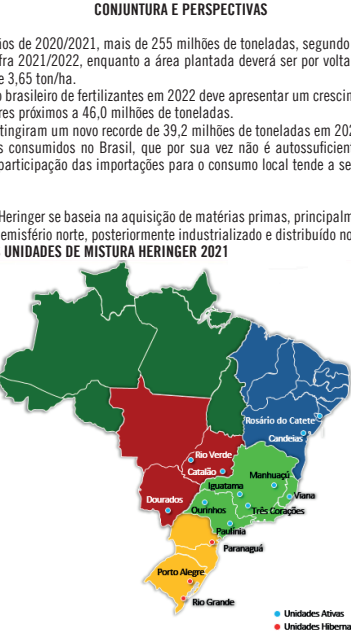 CONJUNTURA E PERSPECTIVAS
ãos de 2020/2021, mais de 255 milhões de toneladas, segundo
fra 2021/2022, enquanto a área plantada deverá ser por volta
e 3,65 ton/ha.
o brasileiro de fertilizantes em 2022 deve apresentar um crescin
res próximos a 46,0 milhões de toneladas.
tingiram um novo recorde de 39,2 milhões de toneladas em 202
s consumidos no Brasil, que por sua vez não é autossuficien
participação das importações para o consumo local tende a se
Heringer se baseia na aquisição de matérias primas, principalm
emisfério norte, posteriormente industrializado e distribuído no
UNIDADES DE MISTURA HERINGER 2021
Rosário do Catete
Candeias
Rio Verde
Catalão
Manhuaçú
Iguatama
Viana
Dourados
Ourinhos
Três Corações
Paulínia
Paranaguá
Porto Alegre
Rio Grande
Unidades Ativas
Unidades Hiberna